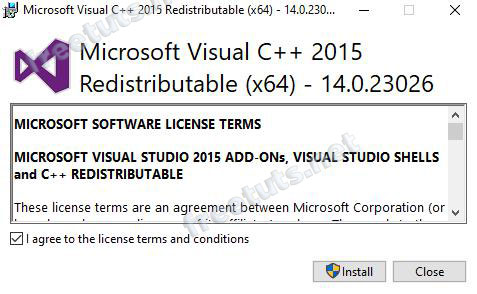 Microsoft Visual C++ 2015 Redistributable (x64) - 14.0.230...
Microsoft Visual C++ 2015
Redistributable (x64) - 14.0.23026
MICROSOFT SOFTWARE LICENSE TERMS
MICROSOFT VISUAL STUDIO 2015 ADD-ONs, VISUAL STUDIO SHELLS
and C++ REDISTRIBUTABLE
These license terms are an agreement between Microsoft Corporation (or
I agree to the license terms and conditions
Install
Close
freetuts.net
freetuts.net
freetuts.net